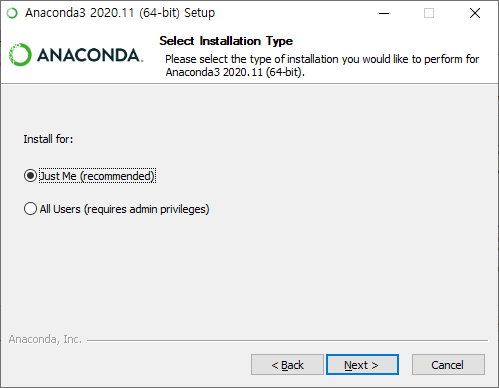 Anaconda3 2020.11 (64-bit) Setup
ANACONDA.
Select Installation Type
Please select the type of installation you would like to perform for
Anaconda3 2020.11 (64-bit).
Install for:
Just Me (recommended)
All Users (requires admin privileges)
Anaconda, Inc.
< Back
Next >
Cancel